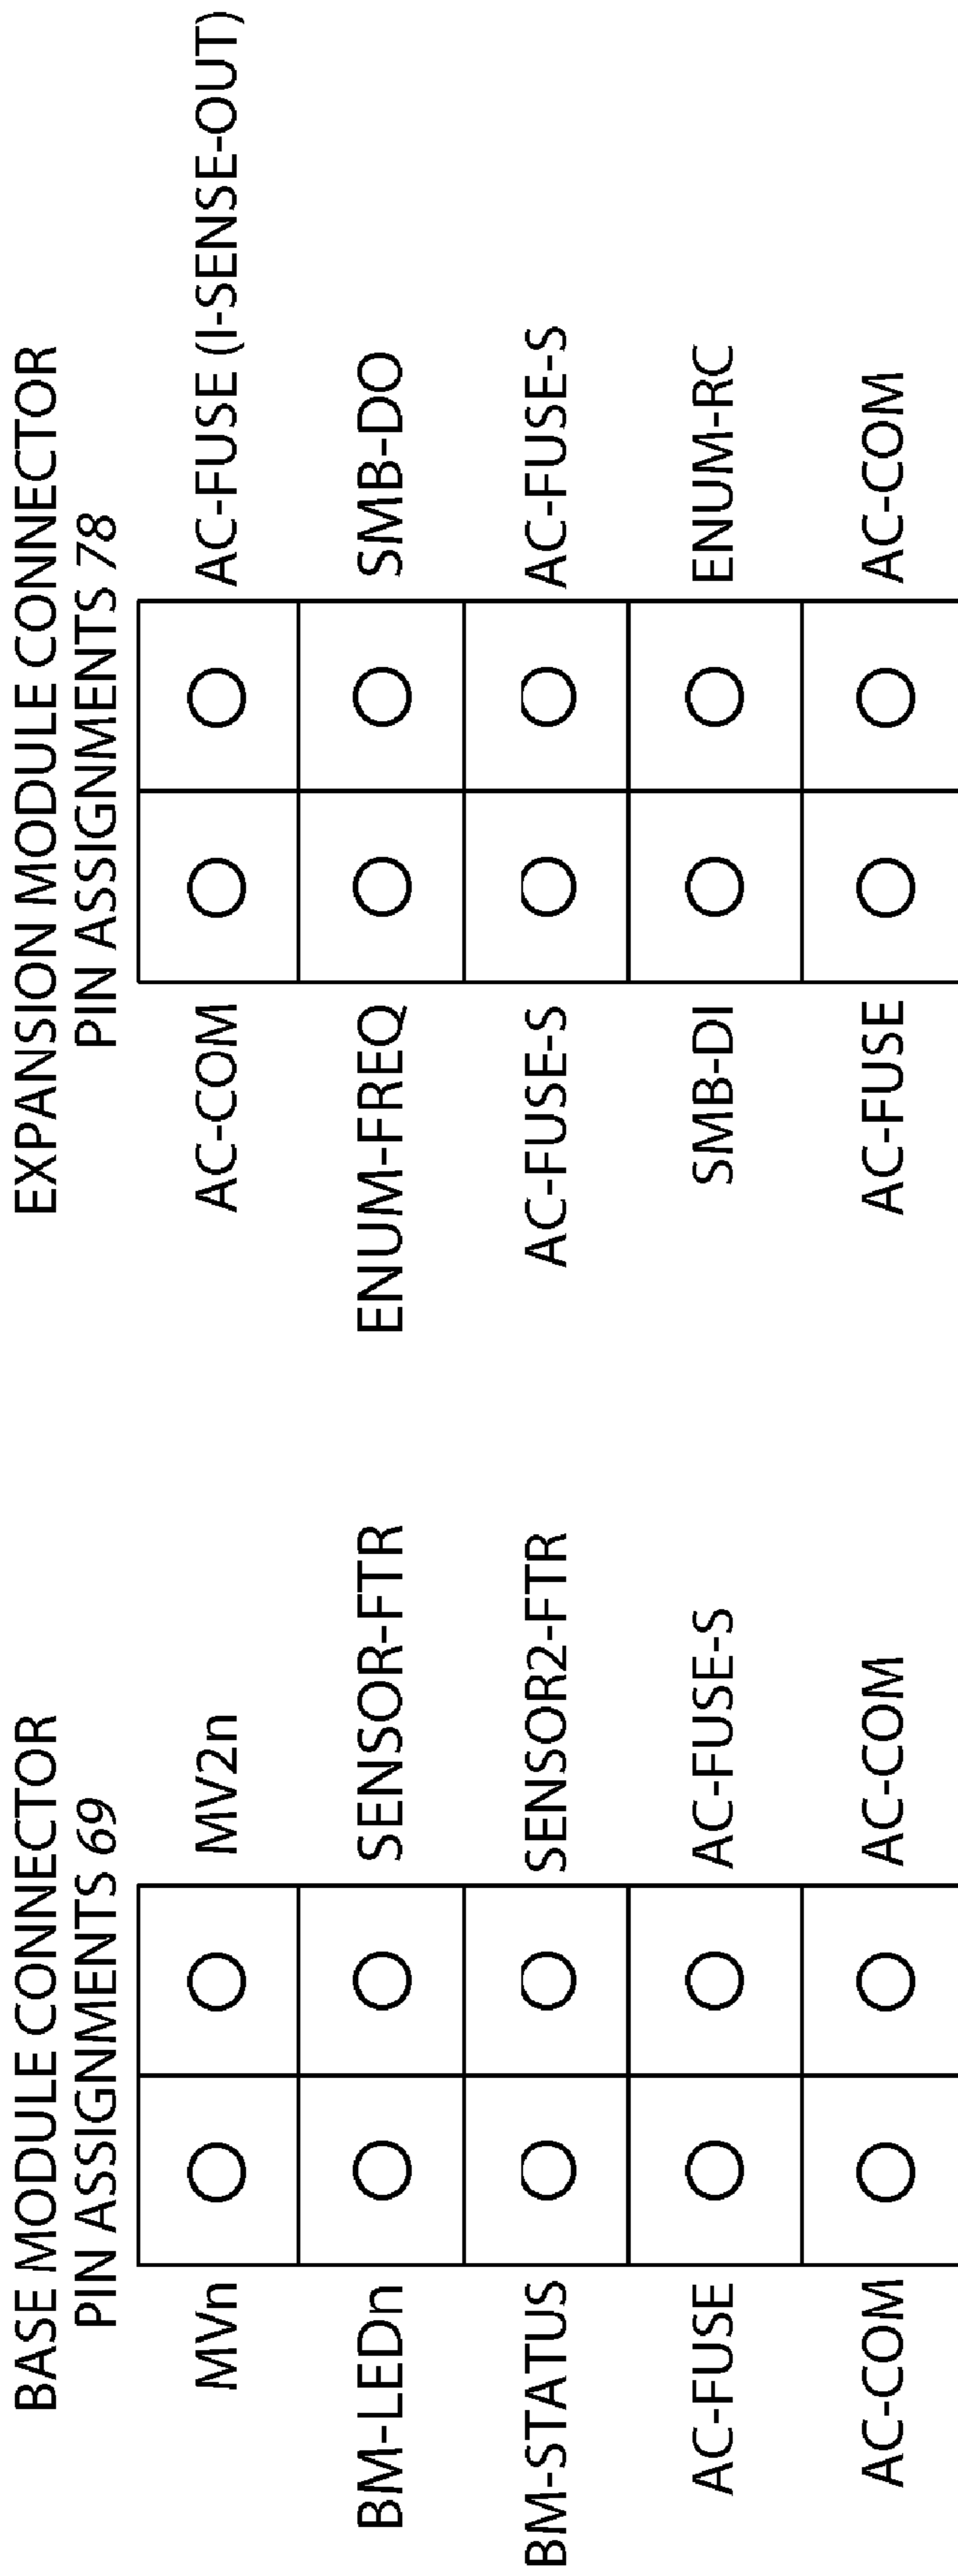 BASE MODULE CONNECTOR
PIN ASSIGNMENTS 69
MVn
MV2n
BM-LEDn
SENSOR-FTR
BM-STATUS
SENSOR2-FTR
AC-FUSE
AC-FUSE-S
AC-COM
AC-COM
EXPANSION MODULE CONNECTOR
PIN ASSIGNMENTS 78
AC-COM
AC-FUSE (I-SENSE-OUT)
ENUM-FREQ
SMB-DO
AC-FUSE-S
AC-FUSE-S
SMB-DI
ENUM-RC
AC-FUSE
AC-COM